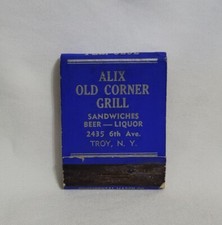 ALIX
OLD CORNER
GRILL
SANDWICHES
BEER — LIQUOR
2435 6th Ave.
TROY, N. Y.